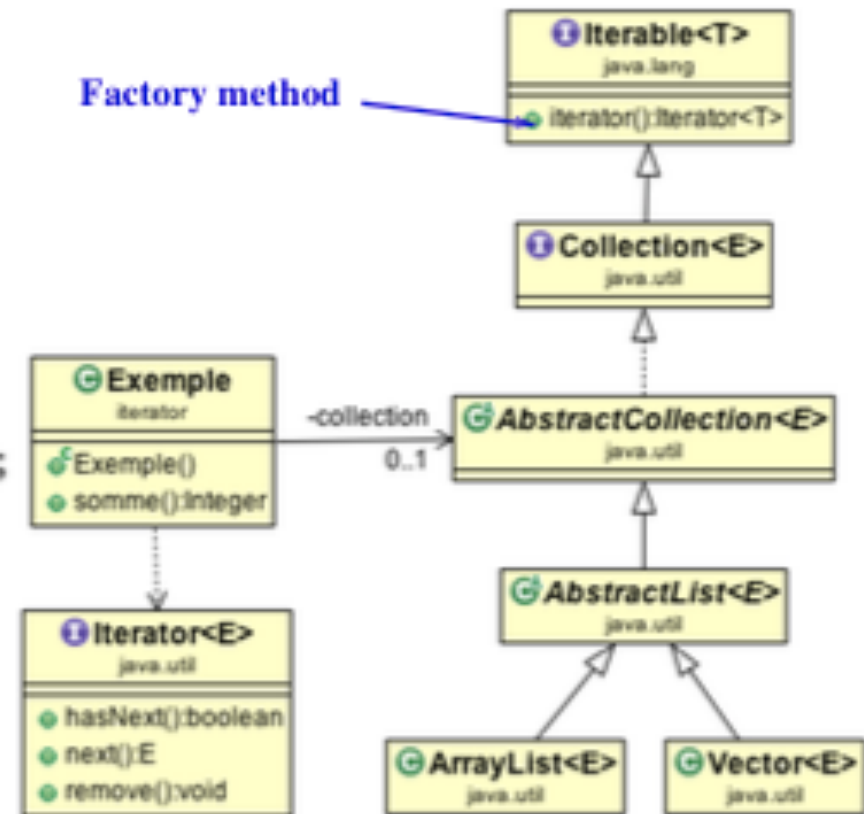 Iterable<T>
java.lang
Factory method
iterator():Iterator<T>
Collection<E>
java.util
Exemple
iterator
-collection
0..1
Exemple()
somme():Integer
AbstractCollection<E>
java.util
;
AbstractList<E>
java.util
Iterator<E>
java.util
hasNext():boolean
next():E
remove():void
ArrayList<E>
java.util
Vector<E>
java.util